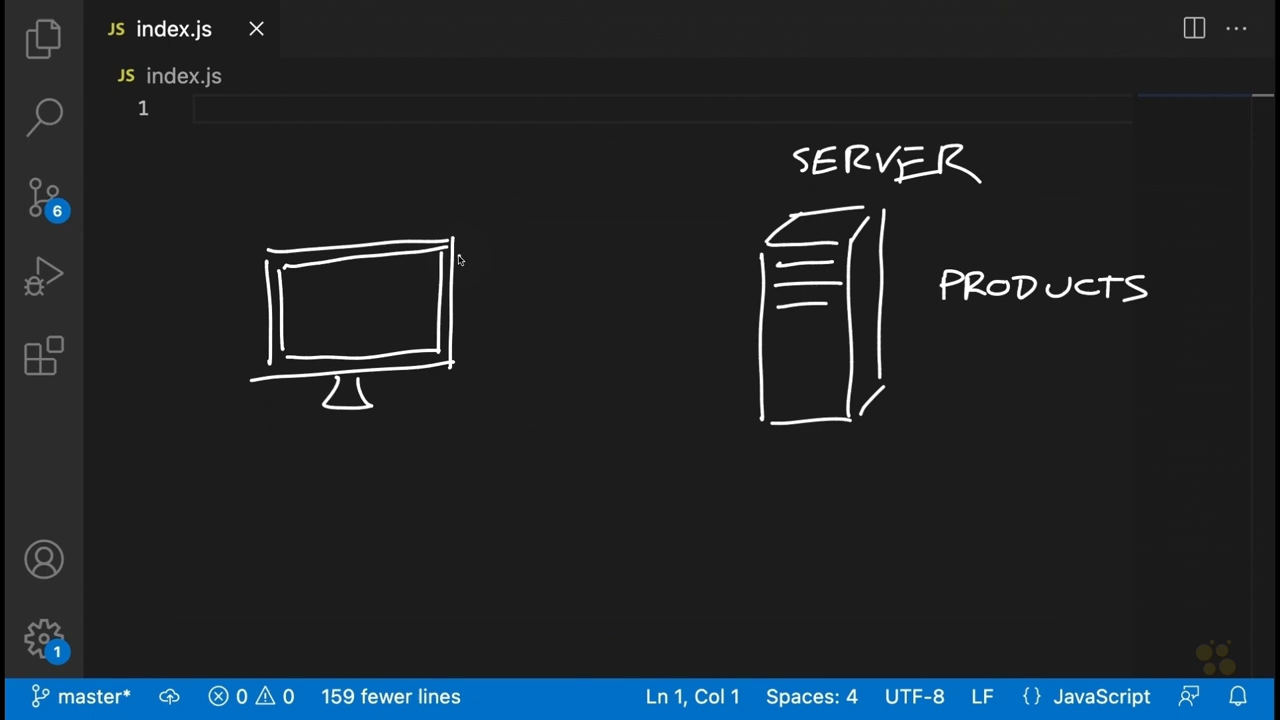 JS index.js
JS index.js
1
SERVER
PRODUCTS
6
1
master* 0 0 159 fewer lines Ln 1, Col 1 Spaces: 4 UTF-8 LF {} JavaScript